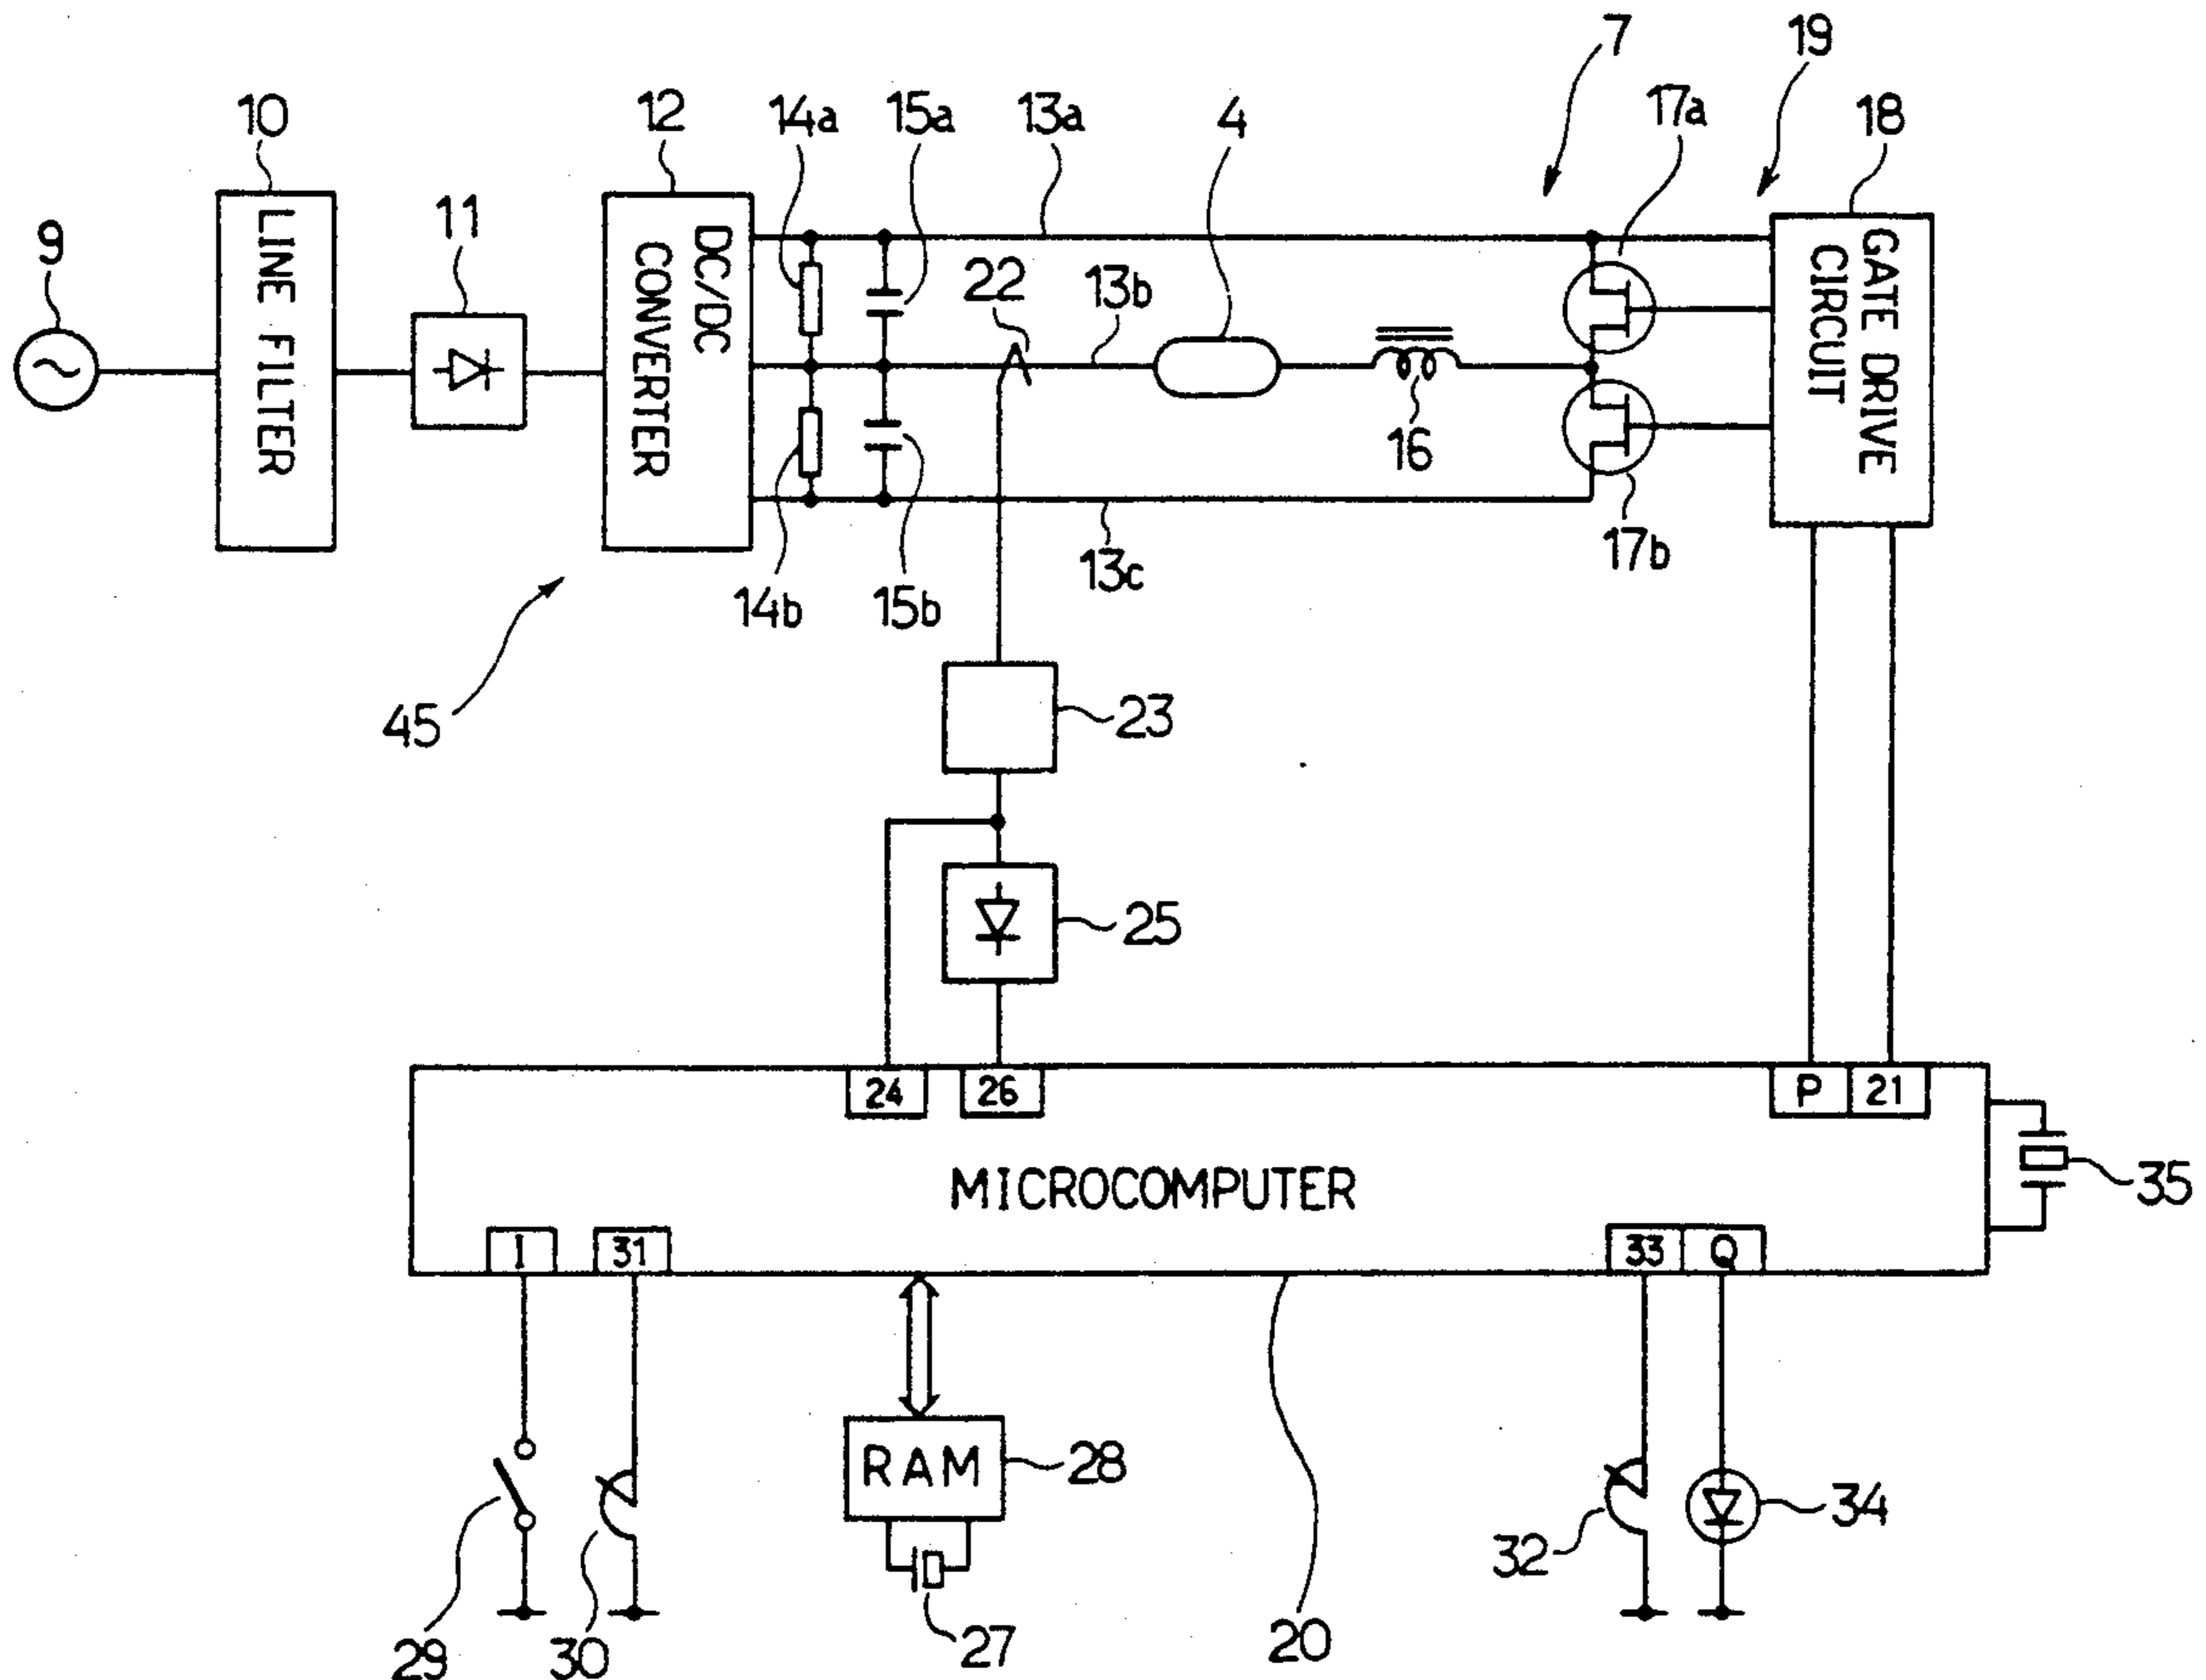 7
19
10
12
14a
15a
13a
4
17a
18
9
11
LINE FILTER
DC/DC
CONVERTER
22
13b
16
GATE DRIVE
CIRCUIT
14b
15b
13c
17b
45
23
25
24
26
P
21
MICROCOMPUTER
35
I
31
33
Q
RAM
28
34
32
29
30
27
20